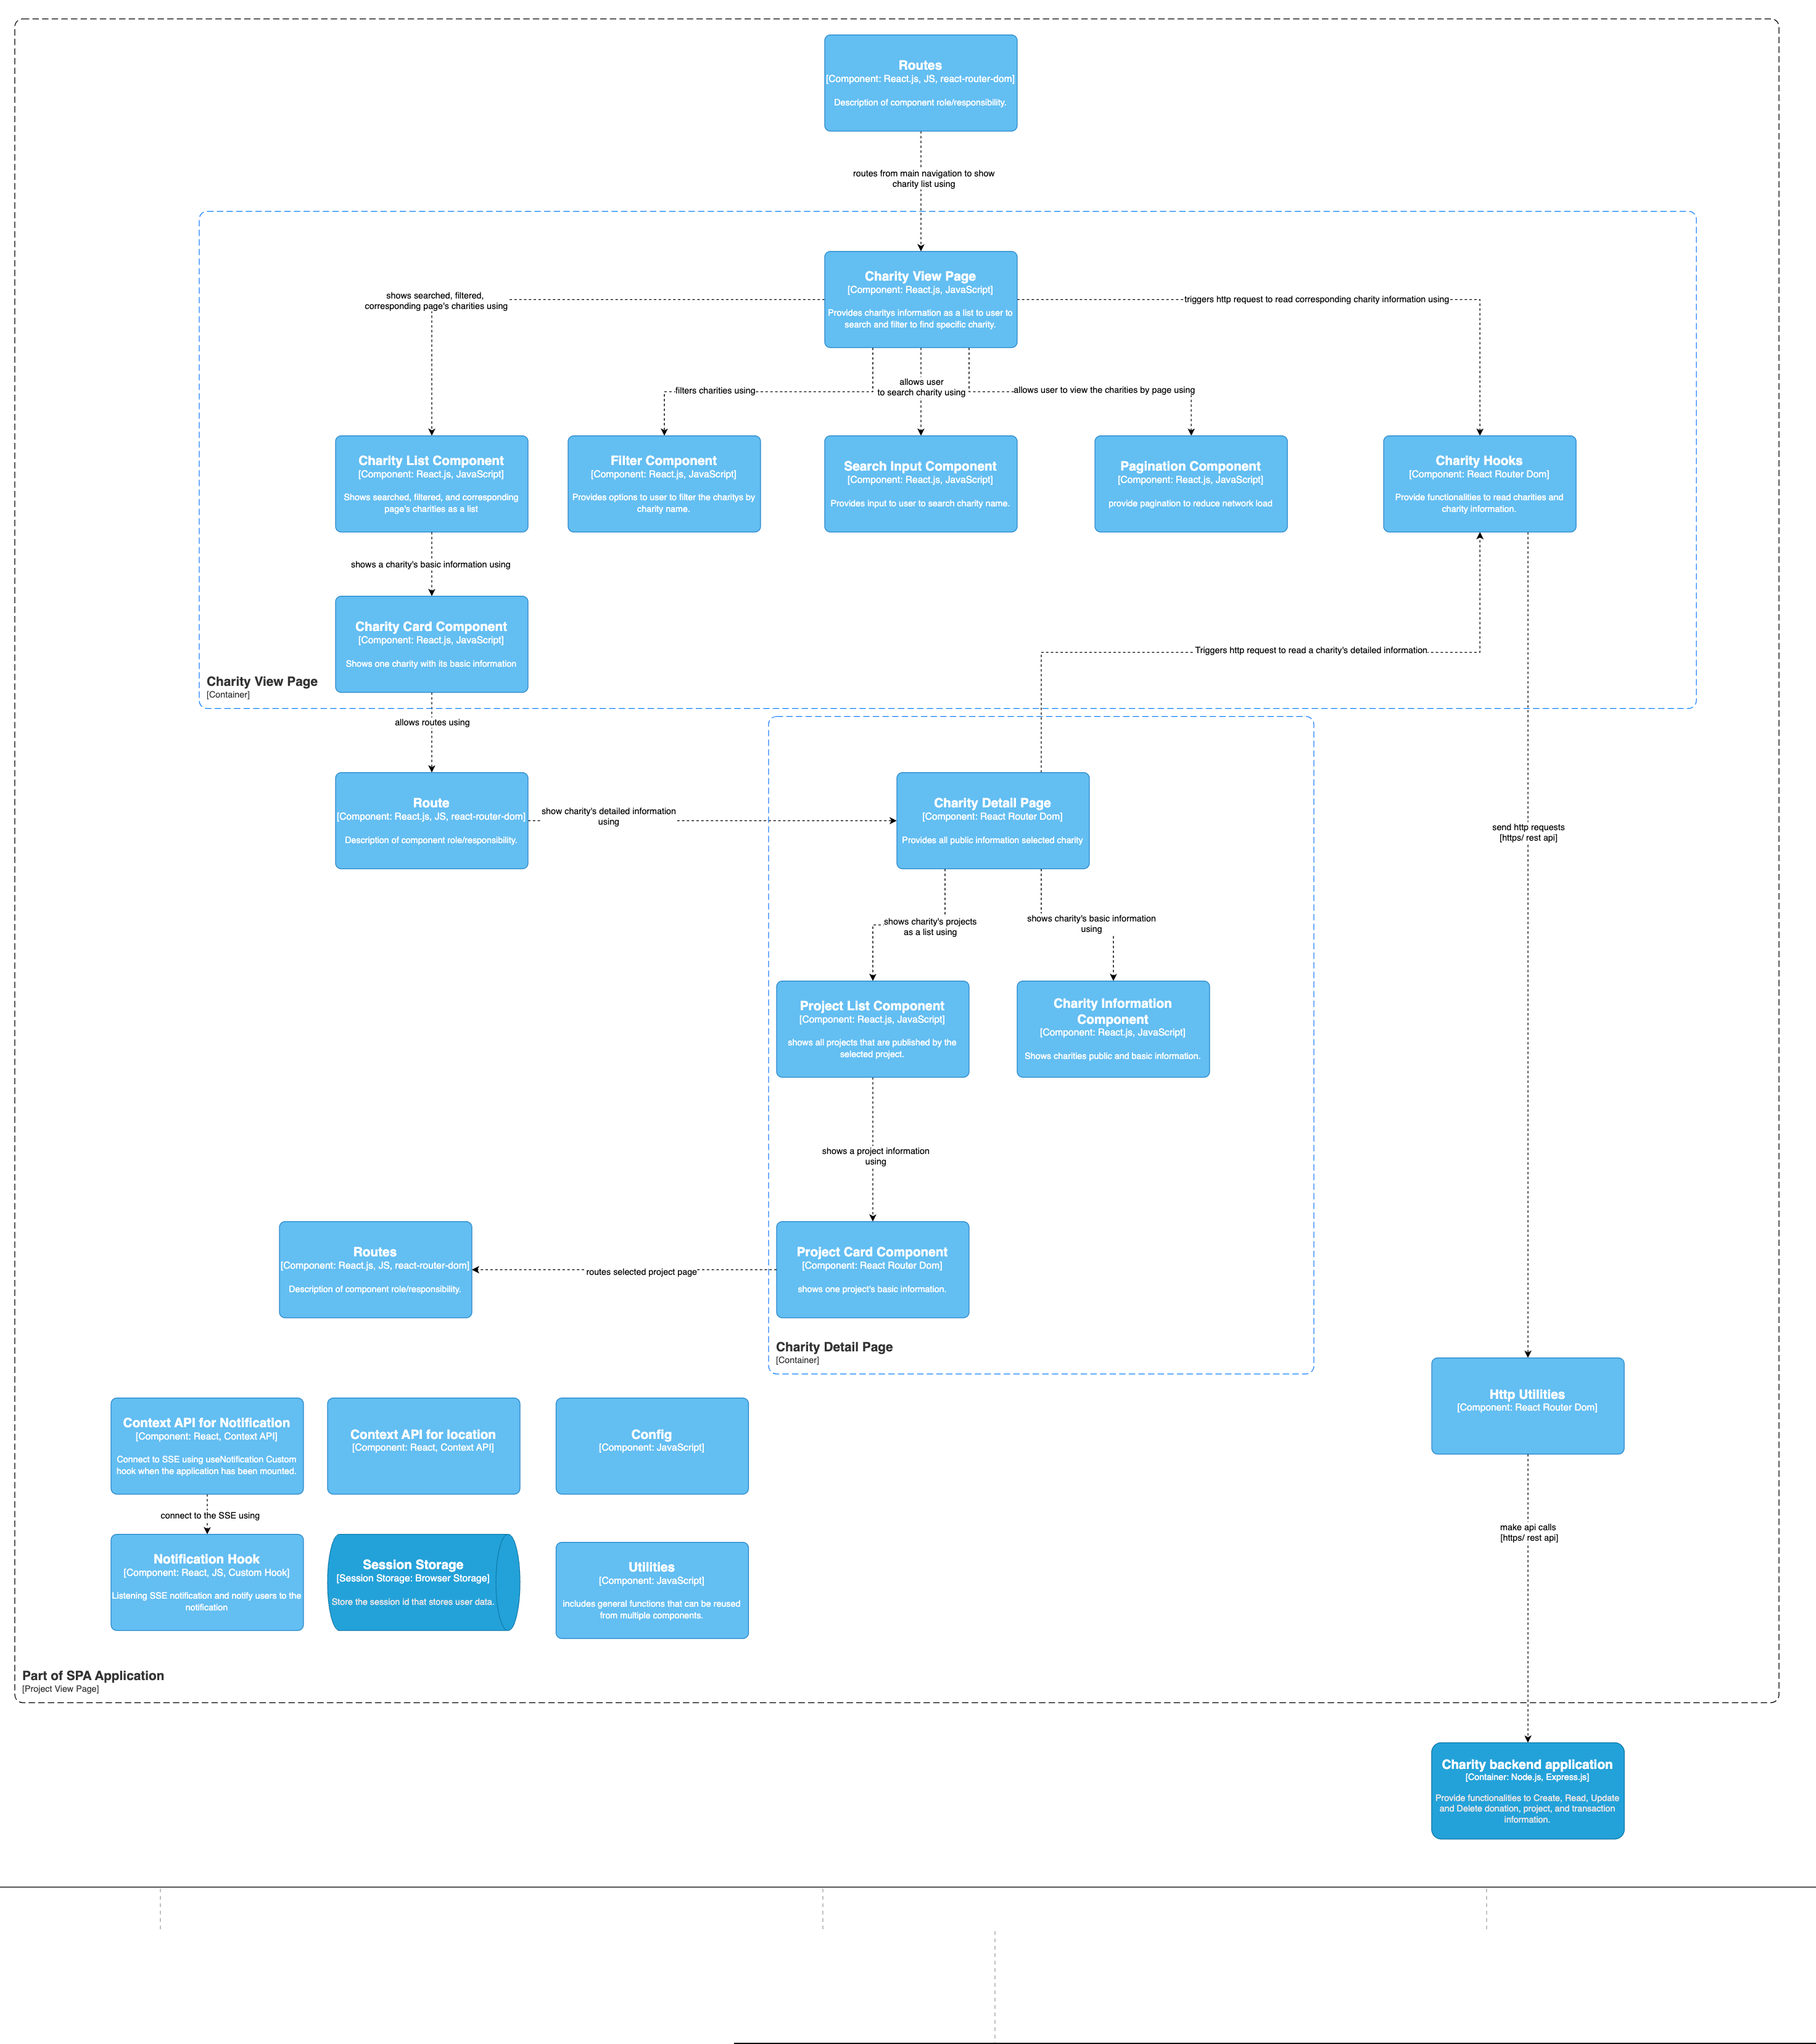 Routes
[Component: React.js, JS, react-router-dom]
Description of component role/responsibility.
routes from main navigation to show
charity list using
Charity View Page
[Component: React.js, JavaScript]
Provides charitys information as a list to user to
search and filter to find specific charity.
shows searched, filtered,
corresponding page's charities using
triggers http request to read corresponding charity information using
filters charities using
allows user
to search charity using
allows user to view the charities by page using
Charity List Component
[Component: React.js, JavaScript]
Shows searched, filtered, and corresponding
page's charities as a list
Filter Component
[Component: React.js, JavaScript]
Provides options to user to filter the charitys by
charity name.
Search Input Component
[Component: React.js, JavaScript]
Provides input to user to search charity name.
Pagination Component
[Component: React.js, JavaScript]
provide pagination to reduce network load
Charity Hooks
[Component: React Router Dom]
Provide functionalities to read charities and
charity information.
shows a charity's basic information using
Charity Card Component
[Component: React.js, JavaScript]
Shows one charity with its basic information
Triggers http request to read a charity's detailed information
Charity View Page
[Container]
allows routes using
Route
[Component: React.js, JS, react-router-dom]
Description of component role/responsibility.
show charity's detailed information
using
Charity Detail Page
[Component: React Router Dom]
Provides all public information selected charity
send http requests
[https/ rest api]
shows charity's projects
as a list using
shows charity's basic information
using
Project List Component
[Component: React.js, JavaScript]
shows all projects that are published by the
selected project.
Charity Information
Component
[Component: React.js, JavaScript]
Shows charities public and basic information.
shows a project information
using
Routes
[Component: React.js, JS, react-router-dom]
Description of component role/responsibility.
routes selected project page
Project Card Component
[Component: React Router Dom]
shows one project's basic information.
Charity Detail Page
[Container]
Http Utilities
[Component: React Router Dom]
Context API for Notification
[Component: React, Context API]
Connect to SSE using useNotification Custom
hook when the application has been mounted.
Context API for location
[Component: React, Context API]
Config
[Component: JavaScript]
connect to the SSE using
make api calls
[https/ rest api]
Notification Hook
[Component: React, JS, Custom Hook]
Listening SSE notification and notify users to the
notification
Session Storage
[Session Storage: Browser Storage]
Store the session id that stores user data.
Utilities
[Component: JavaScript]
includes general functions that can be reused
from multiple components.
Part of SPA Application
[Project View Page]
Charity backend application
[Container: Node.js, Express.js]
Provide functionalities to Create, Read, Update
and Delete donation, project, and transaction
information.